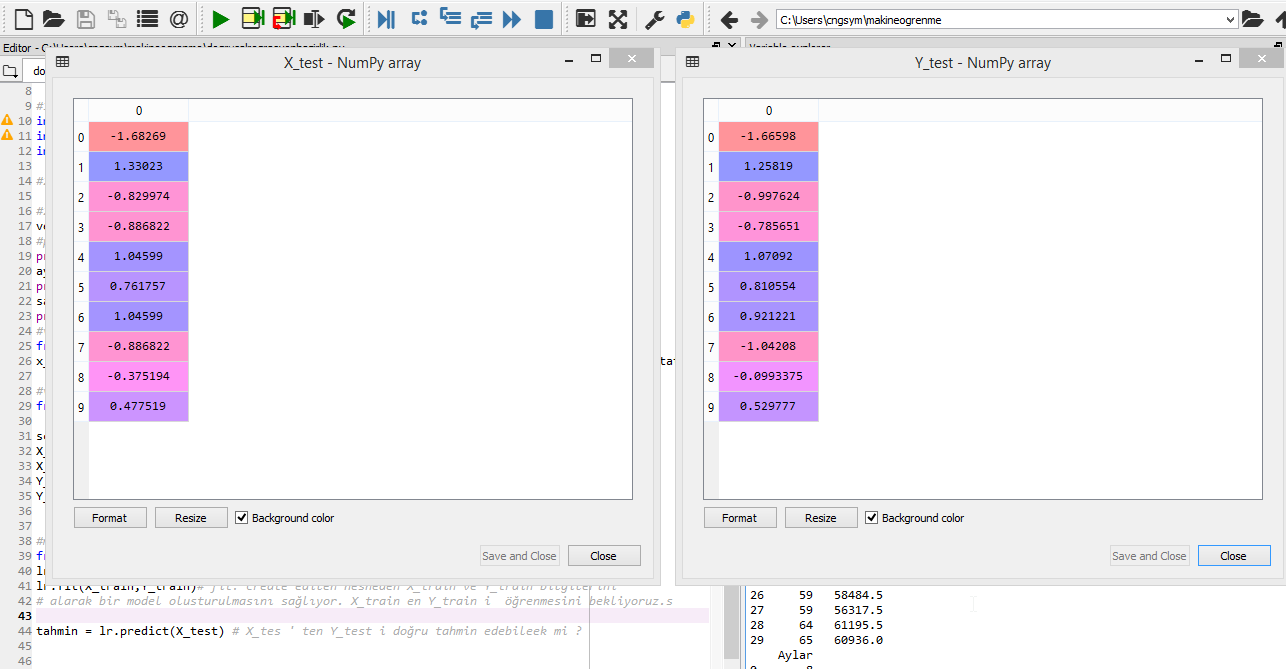 C:\Users\cngsym\makineogrenme
Editor - C:\Users\cngsym\makineogrenme\dogrusalregresyonbasitlik.py
Variable explorer
do
X_test - NumPy array
0
0 -1.68269
1 1.33023
2 -0.829974
3 -0.886822
4 1.04599
5 0.761757
6 1.04599
7 -0.886822
8 -0.375194
9 0.477519
Format Resize Background color
Save and Close Close
Y_test - NumPy array
0
0 -1.66598
1 1.25819
2 -0.997624
3 -0.785651
4 1.07092
5 0.810554
6 0.921221
7 -1.04208
8 -0.0993375
9 0.529777
Format Resize Background color
Save and Close Close
8
9 #
10 im
11 im
12 im
13
14 #
15
16 #
17 ve
18 #
19 pr
20 ay
21 pr
22 sa
23 pr
24 #
25 fr
26 x_
27
28 #
29 fr
30
31 sc
32 X_
33 X_
34 Y_
35 Y_
36
37
38 ##
39 fr
40 lr
41 lr.fit(X_train,Y_train)# fit: create edilen nesneden X_train ve Y_train bilgilerini
42 # alarak bir model olusturulmasını sağlıyor. X_train en Y_train i öğrenmesini bekliyoruz.s
43
44 tahmin = lr.predict(X_test) # X_tes ' ten Y_test i doğru tahmin edebileek mi ?
45
46
26 59 58484.5
27 59 56317.5
28 64 61195.5
29 65 60936.0
Aylar